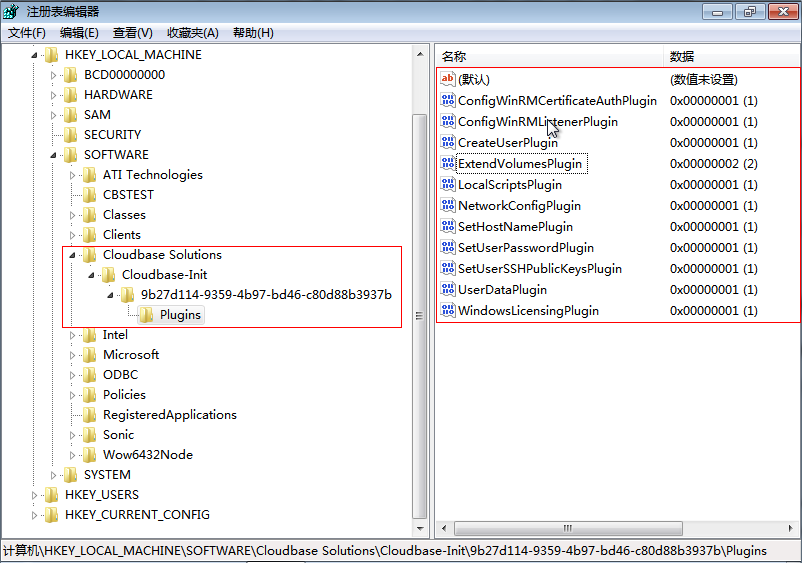 注册表编辑器
文件(F) 编辑(E) 查看(V) 收藏夹(A) 帮助(H)
HKEY_LOCAL_MACHINE
BCD00000000
HARDWARE
SAM
SECURITY
SOFTWARE
ATI Technologies
CBSTEST
Classes
Clients
Cloudbase Solutions
Cloudbase-Init
9b27d114-9359-4b97-bd46-c80d88b3937b
Plugins
Intel
Microsoft
ODBC
Policies
RegisteredApplications
Sonic
Wow6432Node
SYSTEM
HKEY_USERS
HKEY_CURRENT_CONFIG
名称 数据
ab (默认) (数值未设置)
ConfigWinRMCertificateAuthPlugin 0x00000001 (1)
ConfigWinRMListenerPlugin 0x00000001 (1)
CreateUserPlugin 0x00000001 (1)
ExtendVolumesPlugin 0x00000002 (2)
LocalScriptsPlugin 0x00000001 (1)
NetworkConfigPlugin 0x00000001 (1)
SetHostNamePlugin 0x00000001 (1)
SetUserPasswordPlugin 0x00000001 (1)
SetUserSSHPublicKeysPlugin 0x00000001 (1)
UserDataPlugin 0x00000001 (1)
WindowsLicensingPlugin 0x00000001 (1)
计算机\HKEY_LOCAL_MACHINE\SOFTWARE\Cloudbase Solutions\Cloudbase-Init\9b27d114-9359-4b97-bd46-c80d88b3937b\Plugins